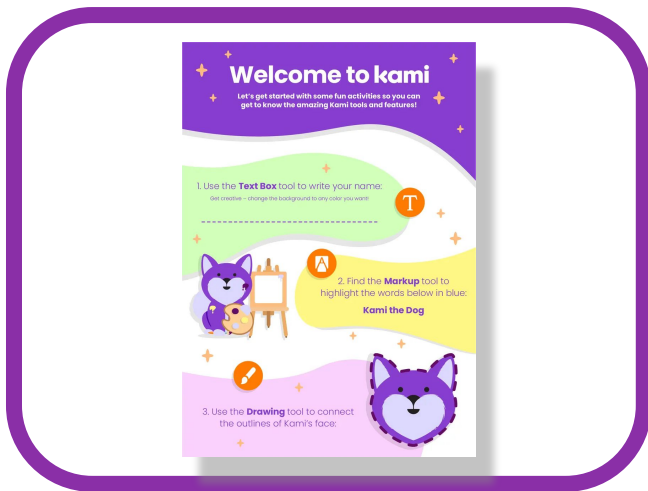 Welcome to kami
Let's get started with some fun activities so you can
get to know the amazing Kami tools and features!
1. Use the Text Box tool to write your name:
Get creative - change the background to any color you want!
T
2. Find the Markup tool to
highlight the words below in blue:
Kami the Dog
3. Use the Drawing tool to connect
the outlines of Kami's face: